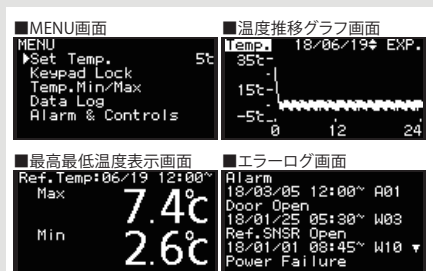 ■MENU画面
MENU
▶Set Temp. 5℃
Keypad Lock
Temp.Min/Max
Data Log
Alarm & Controls
■温度推移グラフ画面
Temp. 18/06/19♦ EXP.
35℃
15℃
-5℃
0 12 24
■最高最低温度表示画面
Ref.Temp:06/19 12:00~
Max 7.4℃
Min 2.6℃
■エラーログ画面
Alarm
18/03/05 12:00~ A01
Door Open
18/01/25 05:30~ W03
Ref.SNSR Open
18/01/01 08:45~ W10 ▼
Power Failure